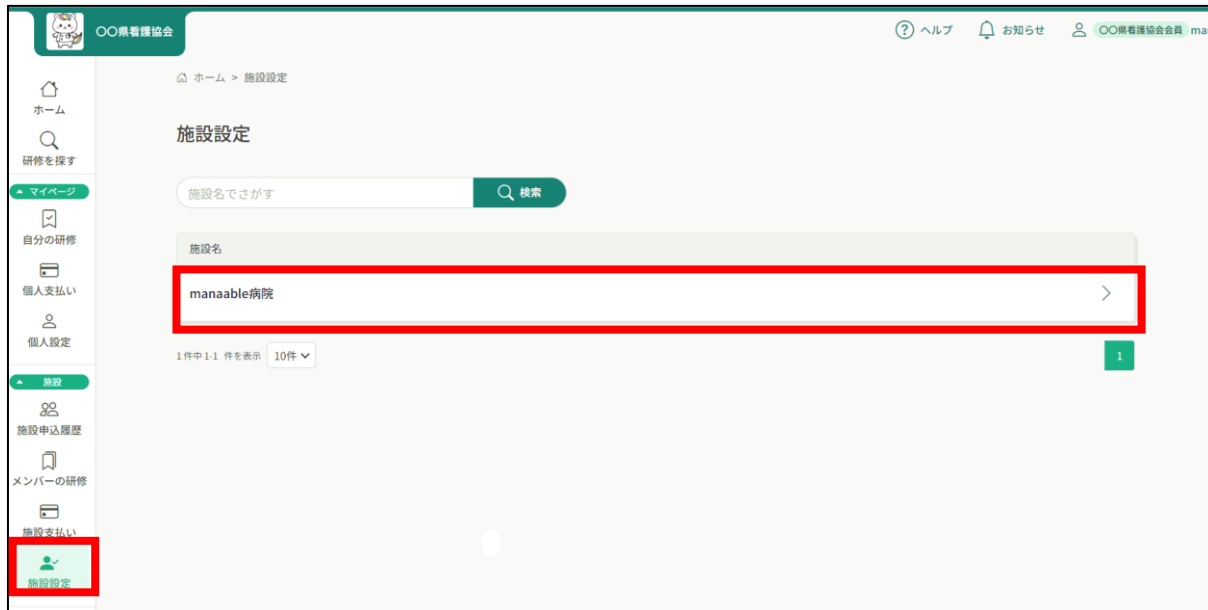 〇〇県看護協会
ヘルプ
お知らせ
〇〇県看護協会会員 ma
ホーム
研修を探す
マイページ
自分の研修
個人支払い
個人設定
施設
施設申込履歴
メンバーの研修
施設支払い
施設設定
ホーム > 施設設定
施設設定
施設名でさがす
検索
施設名
manaable病院
1件中 1-1 件を表示 10件
1